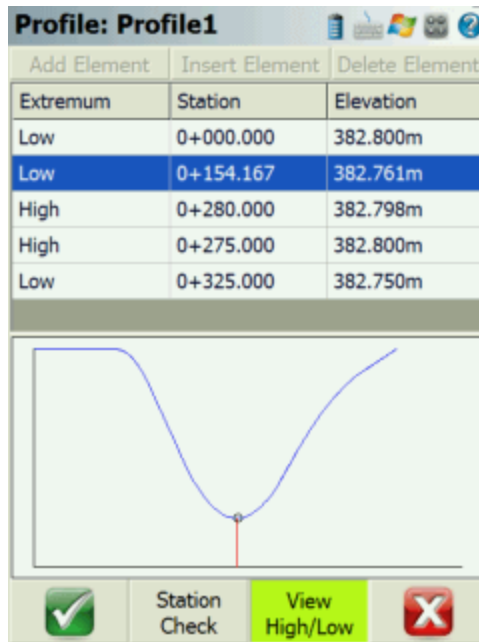 Profile: Profile1
Add Element Insert Element Delete Element
Extremum Station Elevation
Low 0+000.000 382.800m
Low 0+154.167 382.761m
High 0+280.000 382.798m
High 0+275.000 382.800m
Low 0+325.000 382.750m
Station Check
View High/Low